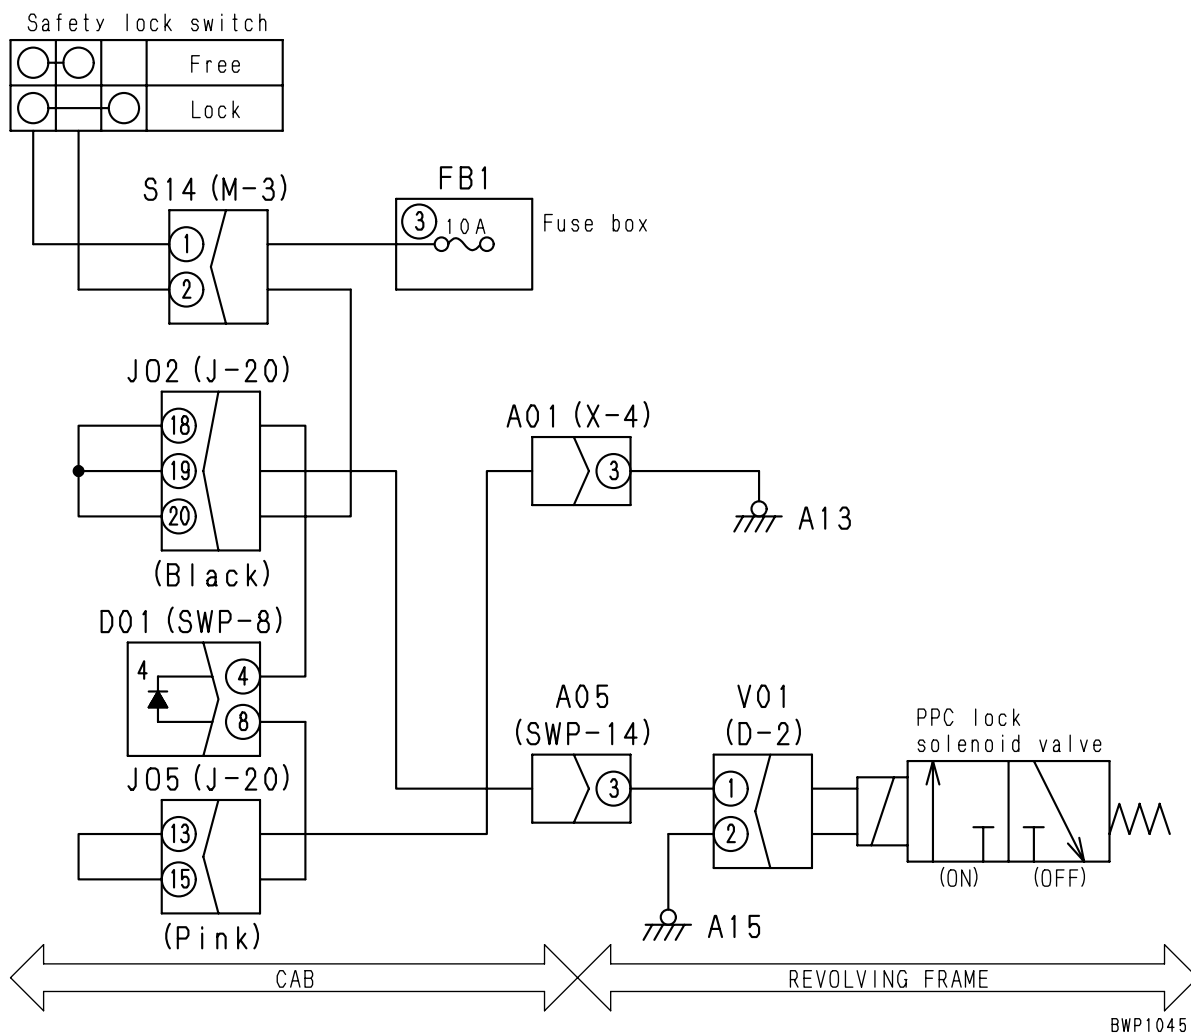 Safety lock switch
Free
Lock
S14 (M-3)
1
2
FB1
3
10A
Fuse box
J02 (J-20)
18
19
20
(Black)
A01 (X-4)
3
A13
D01 (SWP-8)
4
4
8
J05 (J-20)
13
15
(Pink)
A05
(SWP-14)
3
V01
(D-2)
1
2
A15
PPC lock
solenoid valve
(ON)
(OFF)
CAB
REVOLVING FRAME
BWP1045